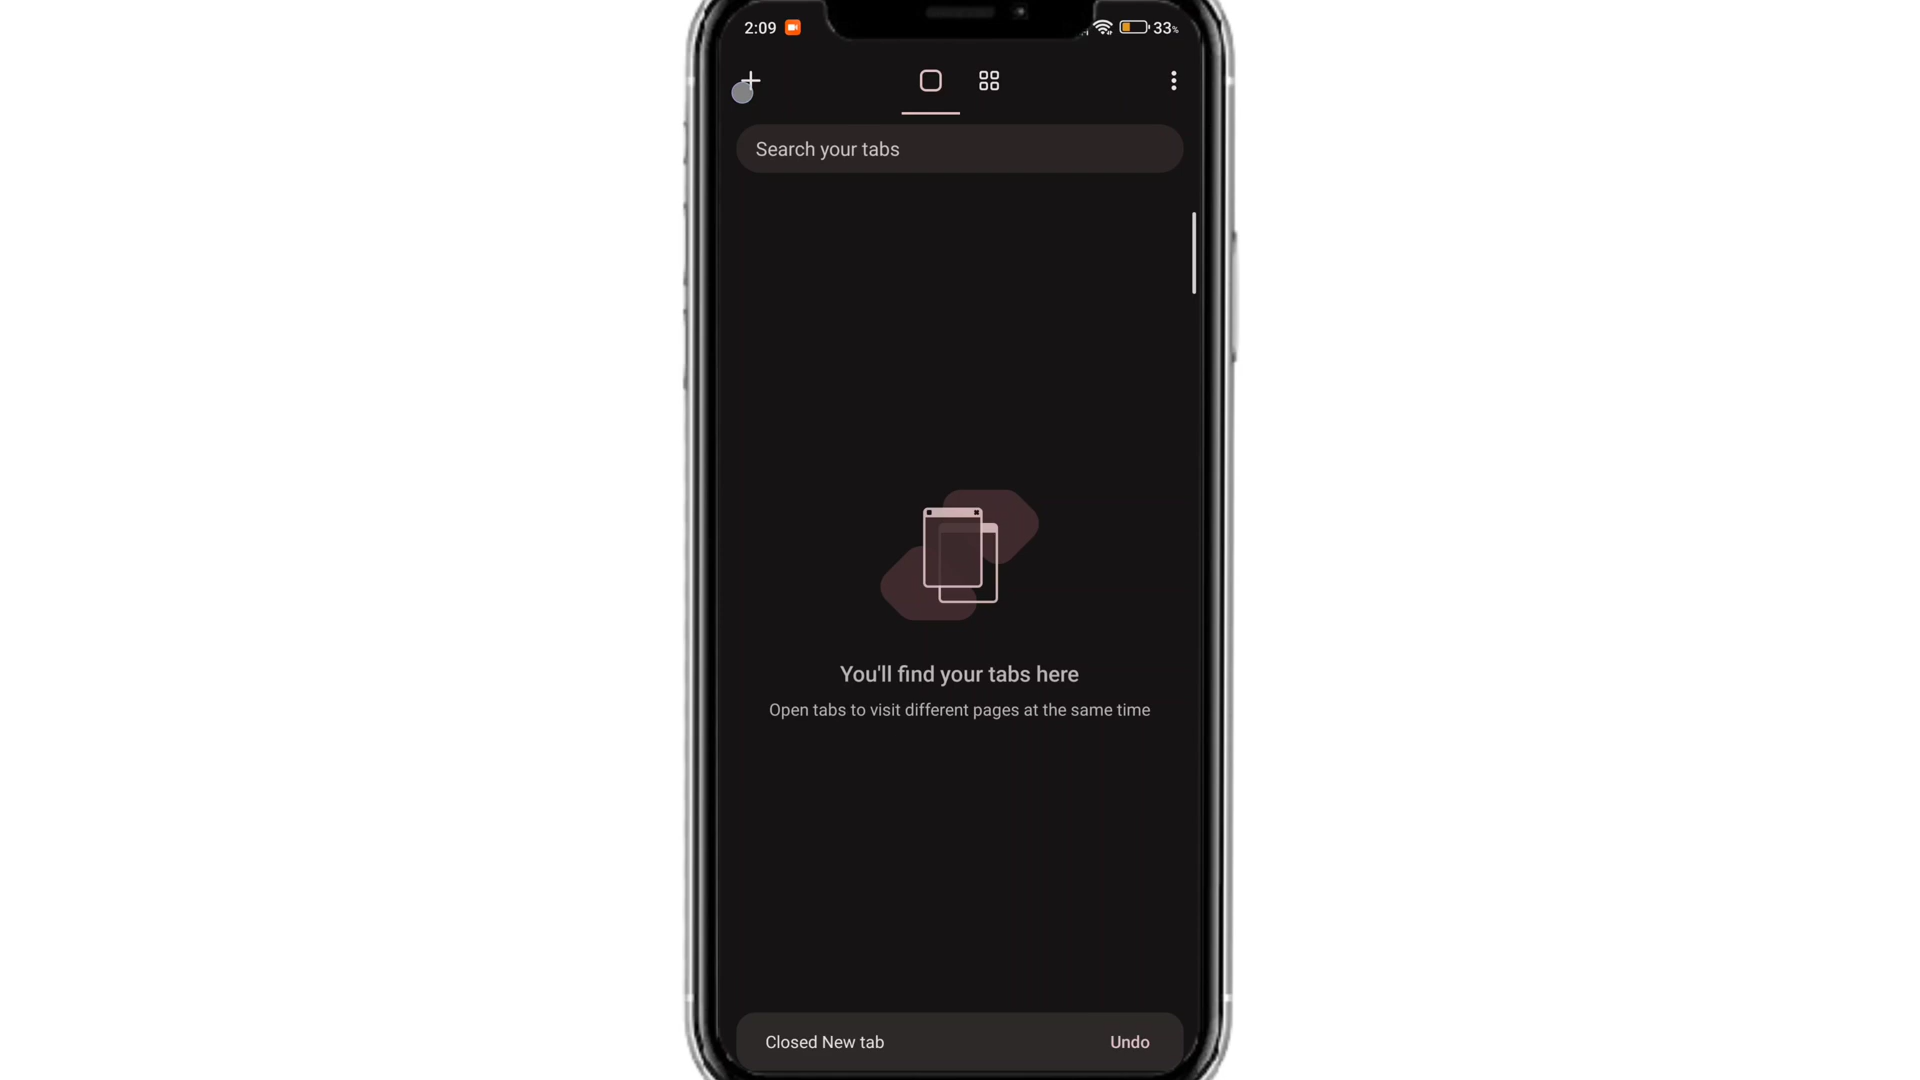 2:09
33%
Search your tabs
You'll find your tabs here
Open tabs to visit different pages at the same time
Closed New tab
Undo